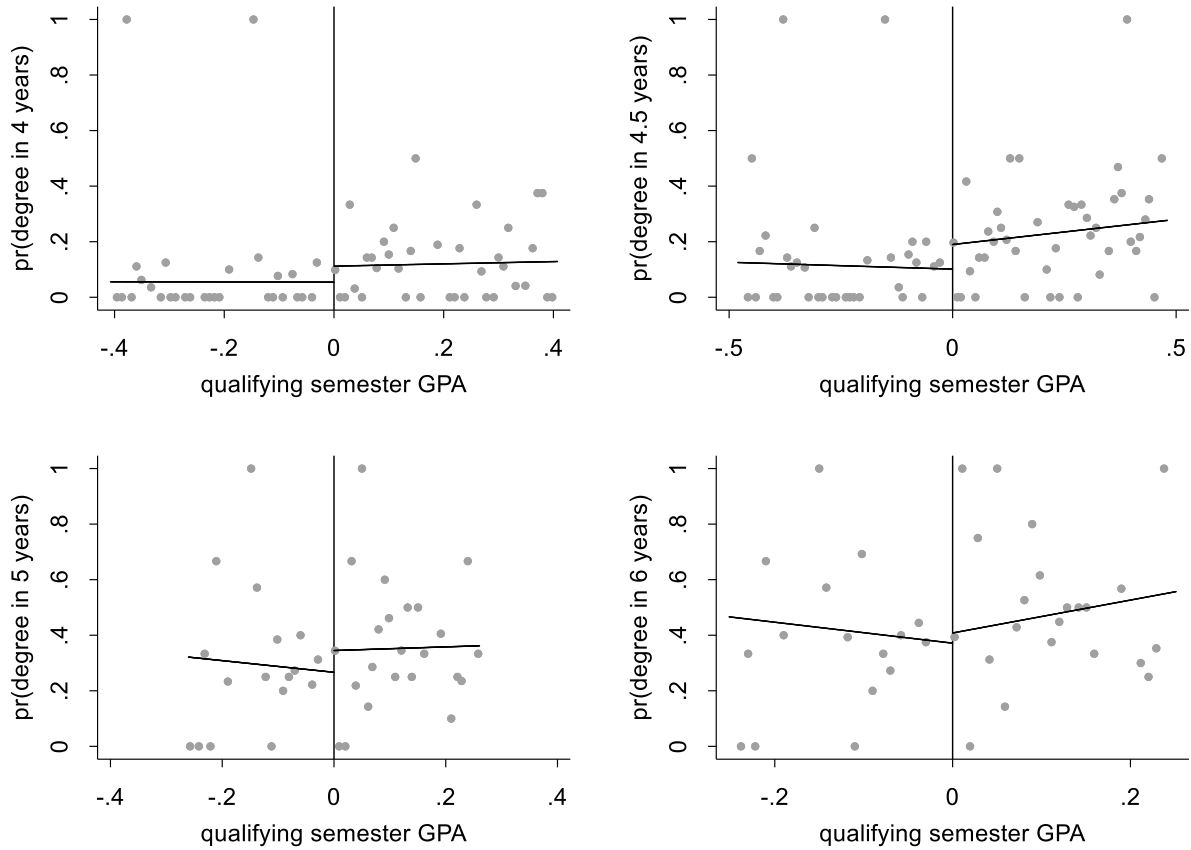 pr(degree in 4 years)
1
.8
.6
.4
.2
0
-.4 -.2 0 .2 .4
qualifying semester GPA
pr(degree in 4.5 years)
1
.8
.6
.4
.2
0
-.5 0 .5
qualifying semester GPA
pr(degree in 5 years)
1
.8
.6
.4
.2
0
-.4 -.2 0 .2 .4
qualifying semester GPA
pr(degree in 6 years)
1
.8
.6
.4
.2
0
-.2 0 .2
qualifying semester GPA